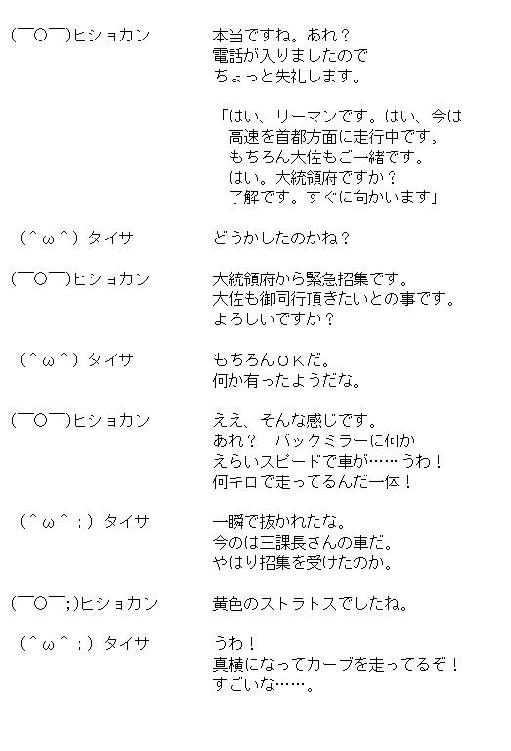 (￣○￣)ヒショカン 本当ですね。あれ？
電話が入りましたので
ちょっと失礼します。
「はい、リーマンです。はい、今は
高速を首都方面に走行中です。
もちろん大佐もご一緒です。
はい。大統領府ですか？
了解です。すぐに向かいます」
(＾ω＾) タイサ どうかしたのかね？
(￣○￣)ヒショカン 大統領府から緊急招集です。
大佐も御同行頂きたいとの事です。
よろしいですか？
(＾ω＾) タイサ もちろんＯＫだ。
何か有ったようだな。
(￣○￣)ヒショカン ええ、そんな感じです。
あれ？　バックミラーに何か
えらいスピードで車が……うわ！
何キロで走ってるんだ一体！
(＾ω＾；) タイサ 一瞬で抜かれたな。
今のは三課長さんの車だ。
やはり招集を受けたのか。
(￣○￣;)ヒショカン 黄色のストラトスでしたね。
(＾ω＾；) タイサ うわ！
真横になってカーブを走ってるぞ！
すごいな……。